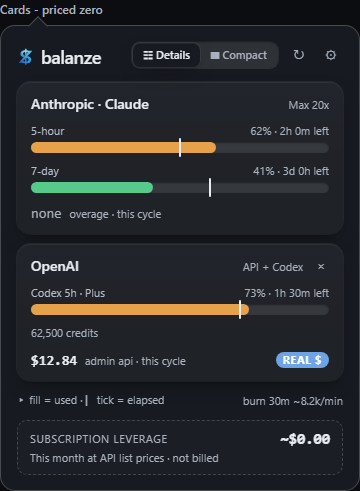 Cards - priced zero
balanze
Details
Compact
Anthropic · Claude
Max 20x
5-hour
62% · 2h 0m left
7-day
41% · 3d 0h left
none overage · this cycle
OpenAI
API + Codex ×
Codex 5h · Plus
73% · 1h 30m left
62,500 credits
$12.84 admin api · this cycle
REAL $
‣ fill = used · | tick = elapsed
burn 30m ~8.2k/min
SUBSCRIPTION LEVERAGE
~$0.00
This month at API list prices · not billed